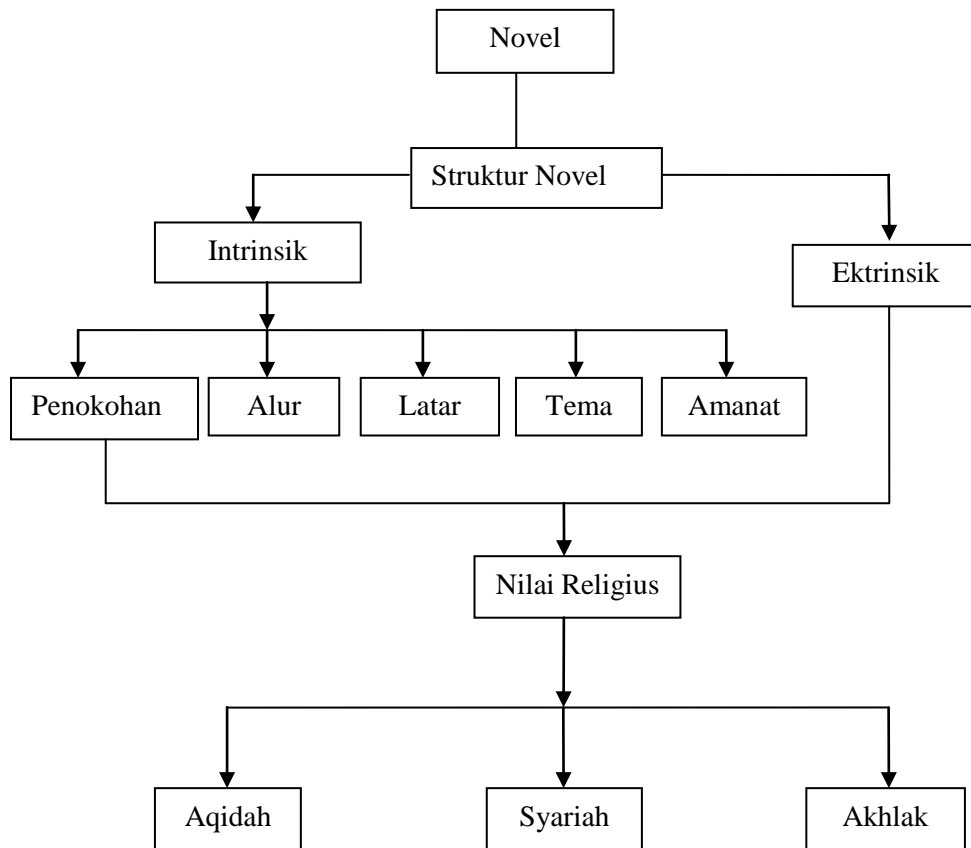 Novel
Struktur Novel
Intrinsik
Ektrinsik
Penokohan
Alur
Latar
Tema
Amanat
Nilai Religius
Aqidah
Syariah
Akhlak